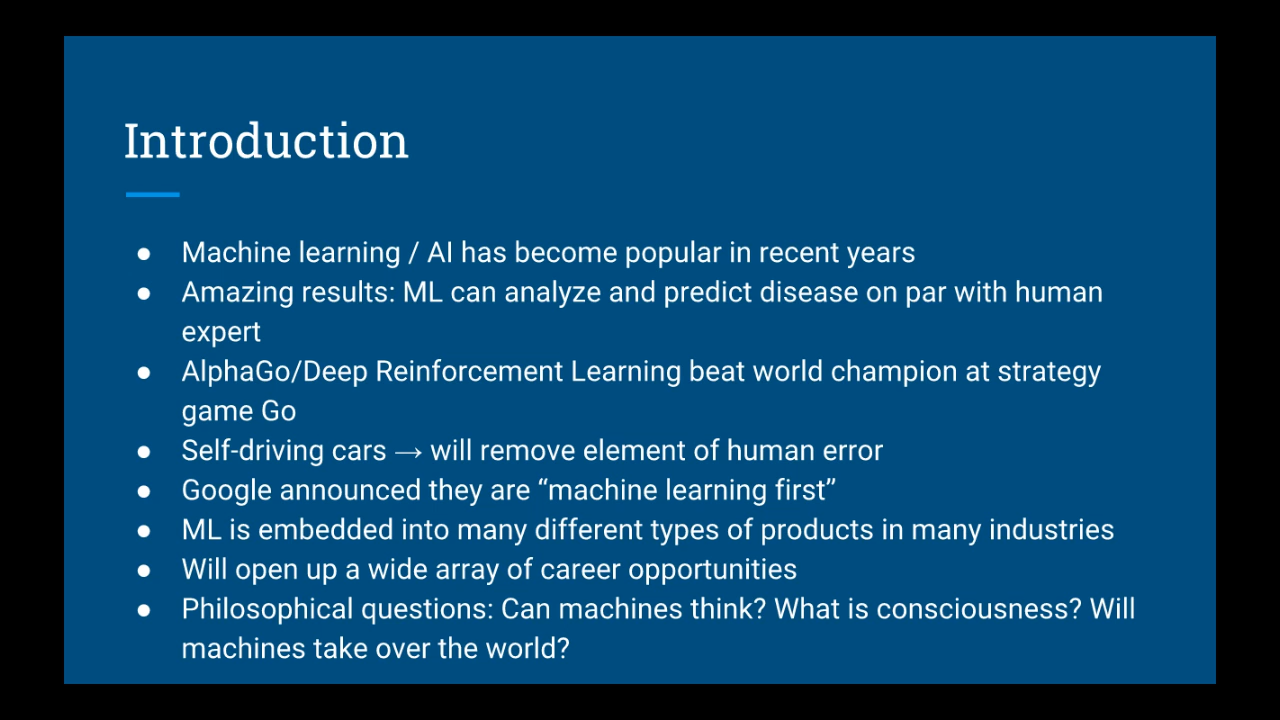 Introduction
● Machine learning / AI has become popular in recent years
● Amazing results: ML can analyze and predict disease on par with human
expert
● AlphaGo/Deep Reinforcement Learning beat world champion at strategy
game Go
● Self-driving cars → will remove element of human error
● Google announced they are “machine learning first”
● ML is embedded into many different types of products in many industries
● Will open up a wide array of career opportunities
● Philosophical questions: Can machines think? What is consciousness? Will
machines take over the world?